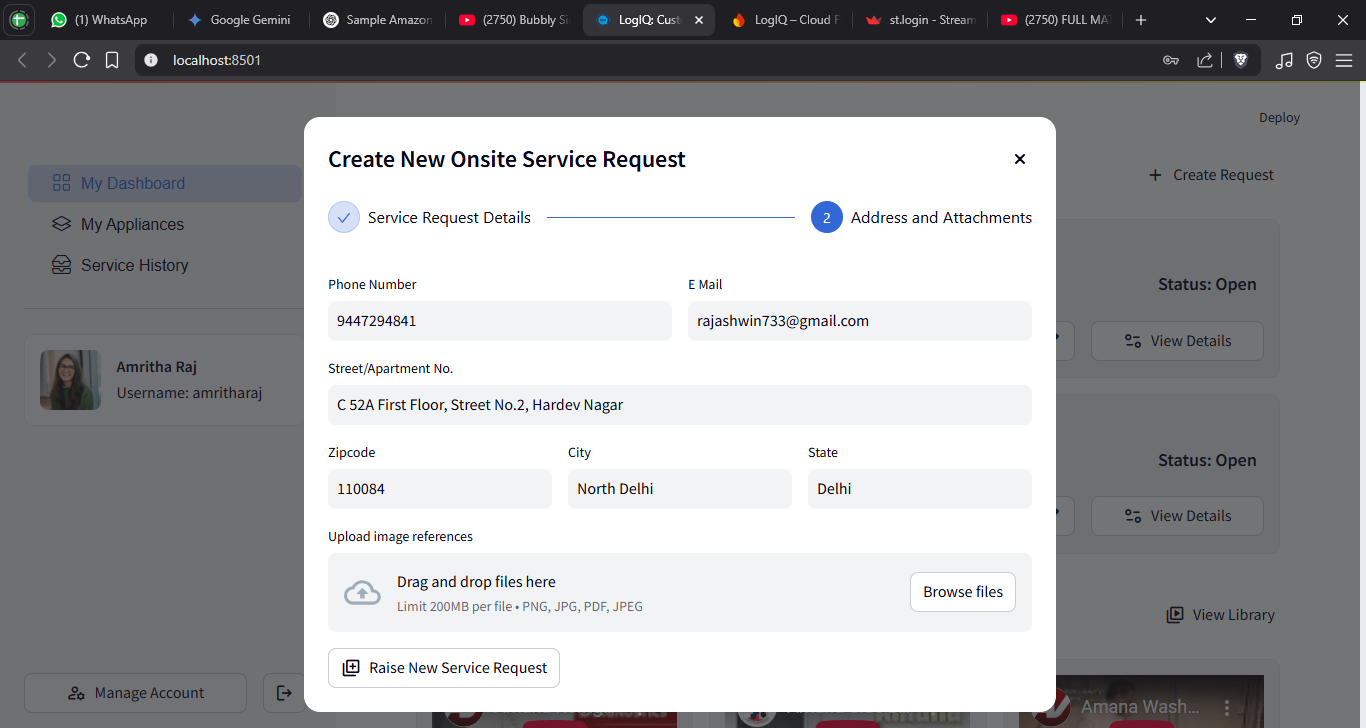 (1) WhatsApp
Google Gemini
Sample Amazon
(2750) Bubbly Si
LogIQ: Cust
LogIQ – Cloud F
st.login - Stream
(2750) FULL MA
localhost:8501
Deploy
My Dashboard
My Appliances
Service History
Amritha Raj
Username: amritharaj
Manage Account
Create Request
Status: Open
View Details
Status: Open
View Details
View Library
Create New Onsite Service Request
Service Request Details
2 Address and Attachments
Phone Number E Mail
9447294841 rajashwin733@gmail.com
Street/Apartment No.
C 52A First Floor, Street No.2, Hardev Nagar
Zipcode City State
110084 North Delhi Delhi
Upload image references
Drag and drop files here
Limit 200MB per file • PNG, JPG, PDF, JPEG
Browse files
Raise New Service Request
Amana Wash...